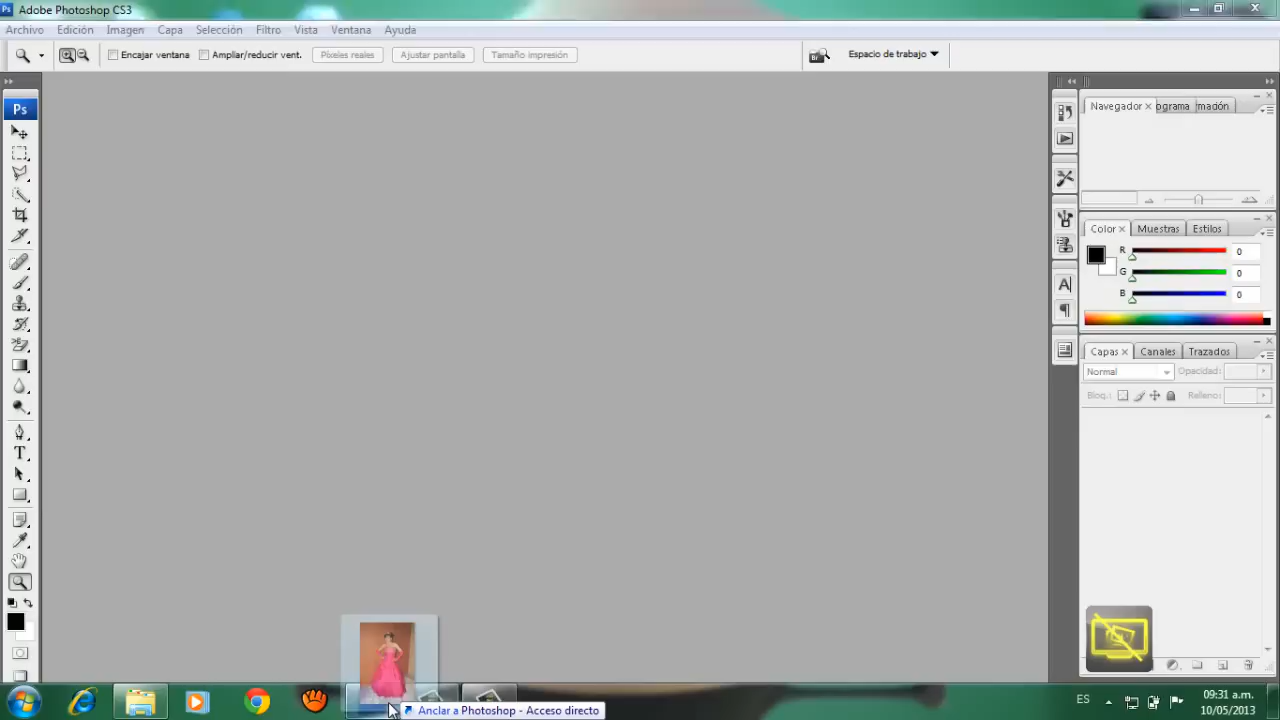 Adobe Photoshop CS3
Archivo Edición Imagen Capa Selección Filtro Vista Ventana Ayuda
Encajar ventana Ampliar/reducir vent. Píxeles reales Ajustar pantalla Tamaño impresión Espacio de trabajo
Ps
Navegador ograma mación
Color Muestras Estilos
R 0
G 0
B 0
Capas Canales Trazados
Normal Opacidad:
Bloq.: Relleno:
Anclar a Photoshop - Acceso directo
ES
09:31 a.m.
10/05/2013